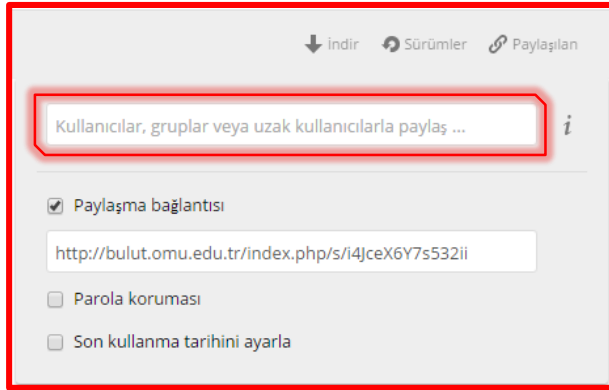 İndir Sürümler Paylaşılan
Kullanıcılar, gruplar veya uzak kullanıcılarla paylaş ...
i
Paylaşma bağlantısı
http://bulut.omu.edu.tr/index.php/s/i4JceX6Y7s532ii
Parola koruması
Son kullanma tarihini ayarla